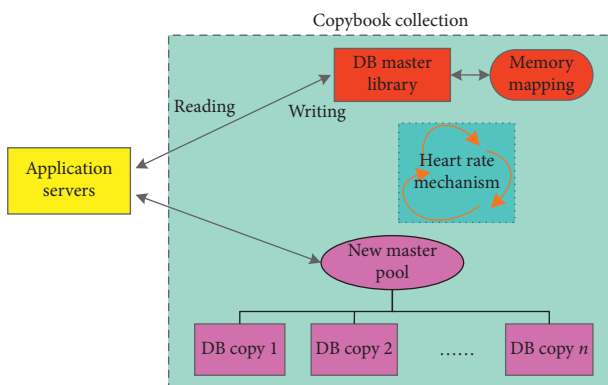 Copybook collection
DB master
library
Memory
mapping
Reading
Writing
Application
servers
Heart rate
mechanism
New master
pool
DB copy 1
DB copy 2
......
DB copy n